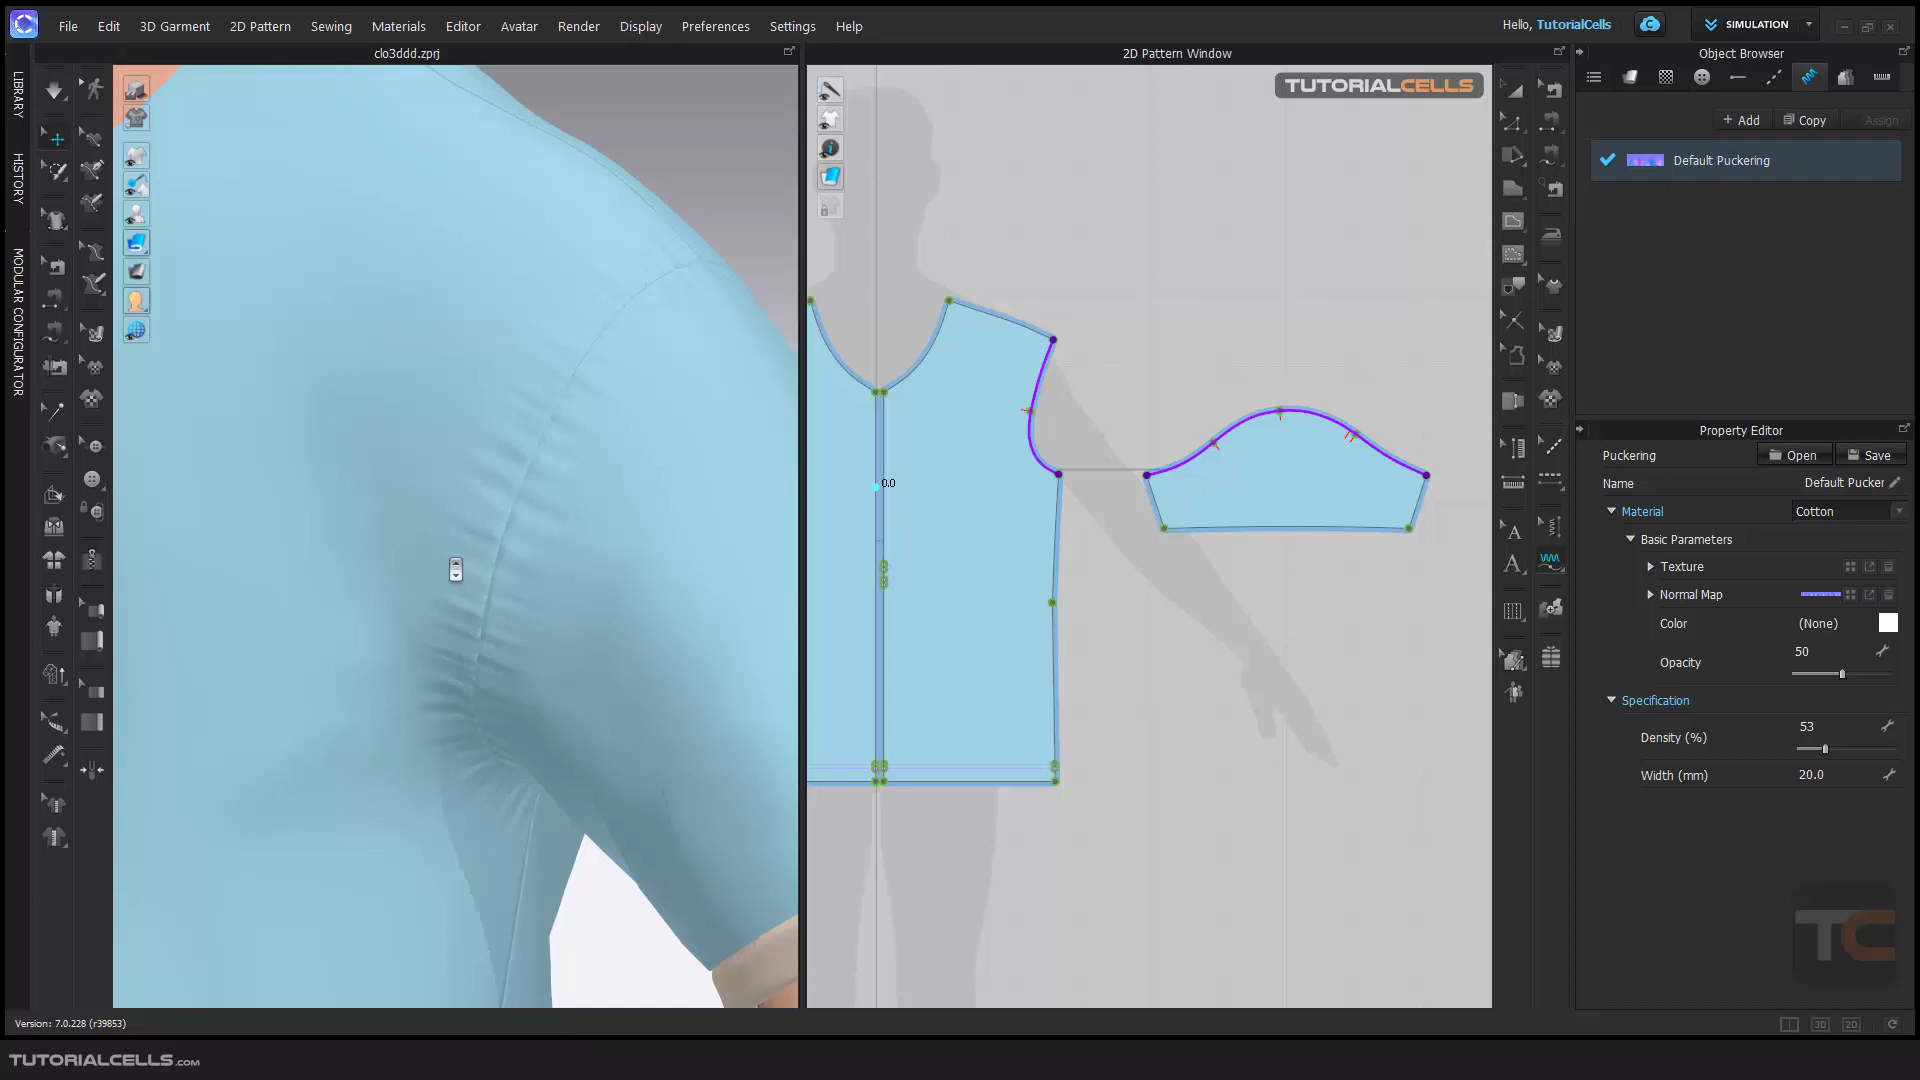 File Edit 3D Garment 2D Pattern Sewing Materials Editor Avatar Render Display Preferences Settings Help
Hello, TutorialCells
SIMULATION
clo3ddd.zprj
2D Pattern Window
Object Browser
LIBRARY
HISTORY
MODULAR CONFIGURATOR
TUTORIALCELLS
+ Add
Copy
Assign
Default Puckering
0.0
Property Editor
Puckering
Open
Save
Name
Default Pucker
Material
Cotton
Basic Parameters
Texture
Normal Map
Color
(None)
Opacity
50
Specification
Density (%)
53
Width (mm)
20.0
TC
Version: 7.0.228 (r39853)
3D
2D
TUTORIALCELLS.com